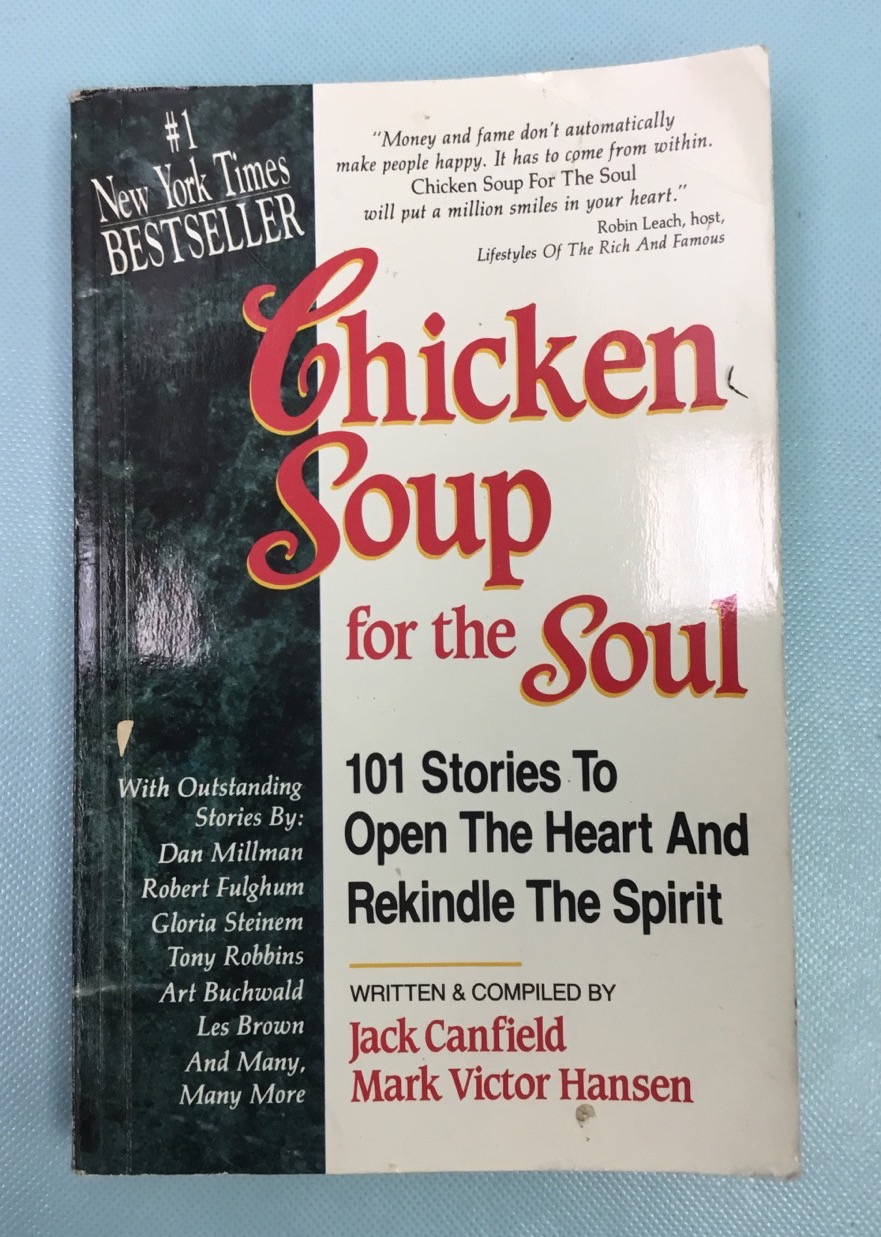 #1
New York Times
BESTSELLER
"Money and fame don't automatically
make people happy. It has to come from within.
Chicken Soup For The Soul
will put a million smiles in your heart."
Robin Leach, host,
Lifestyles Of The Rich And Famous
Chicken
Soup
for the Soul
101 Stories To
Open The Heart And
Rekindle The Spirit
With Outstanding
Stories By:
Dan Millman
Robert Fulghum
Gloria Steinem
Tony Robbins
Art Buchwald
Les Brown
And Many,
Many More
WRITTEN & COMPILED BY
Jack Canfield
Mark Victor Hansen